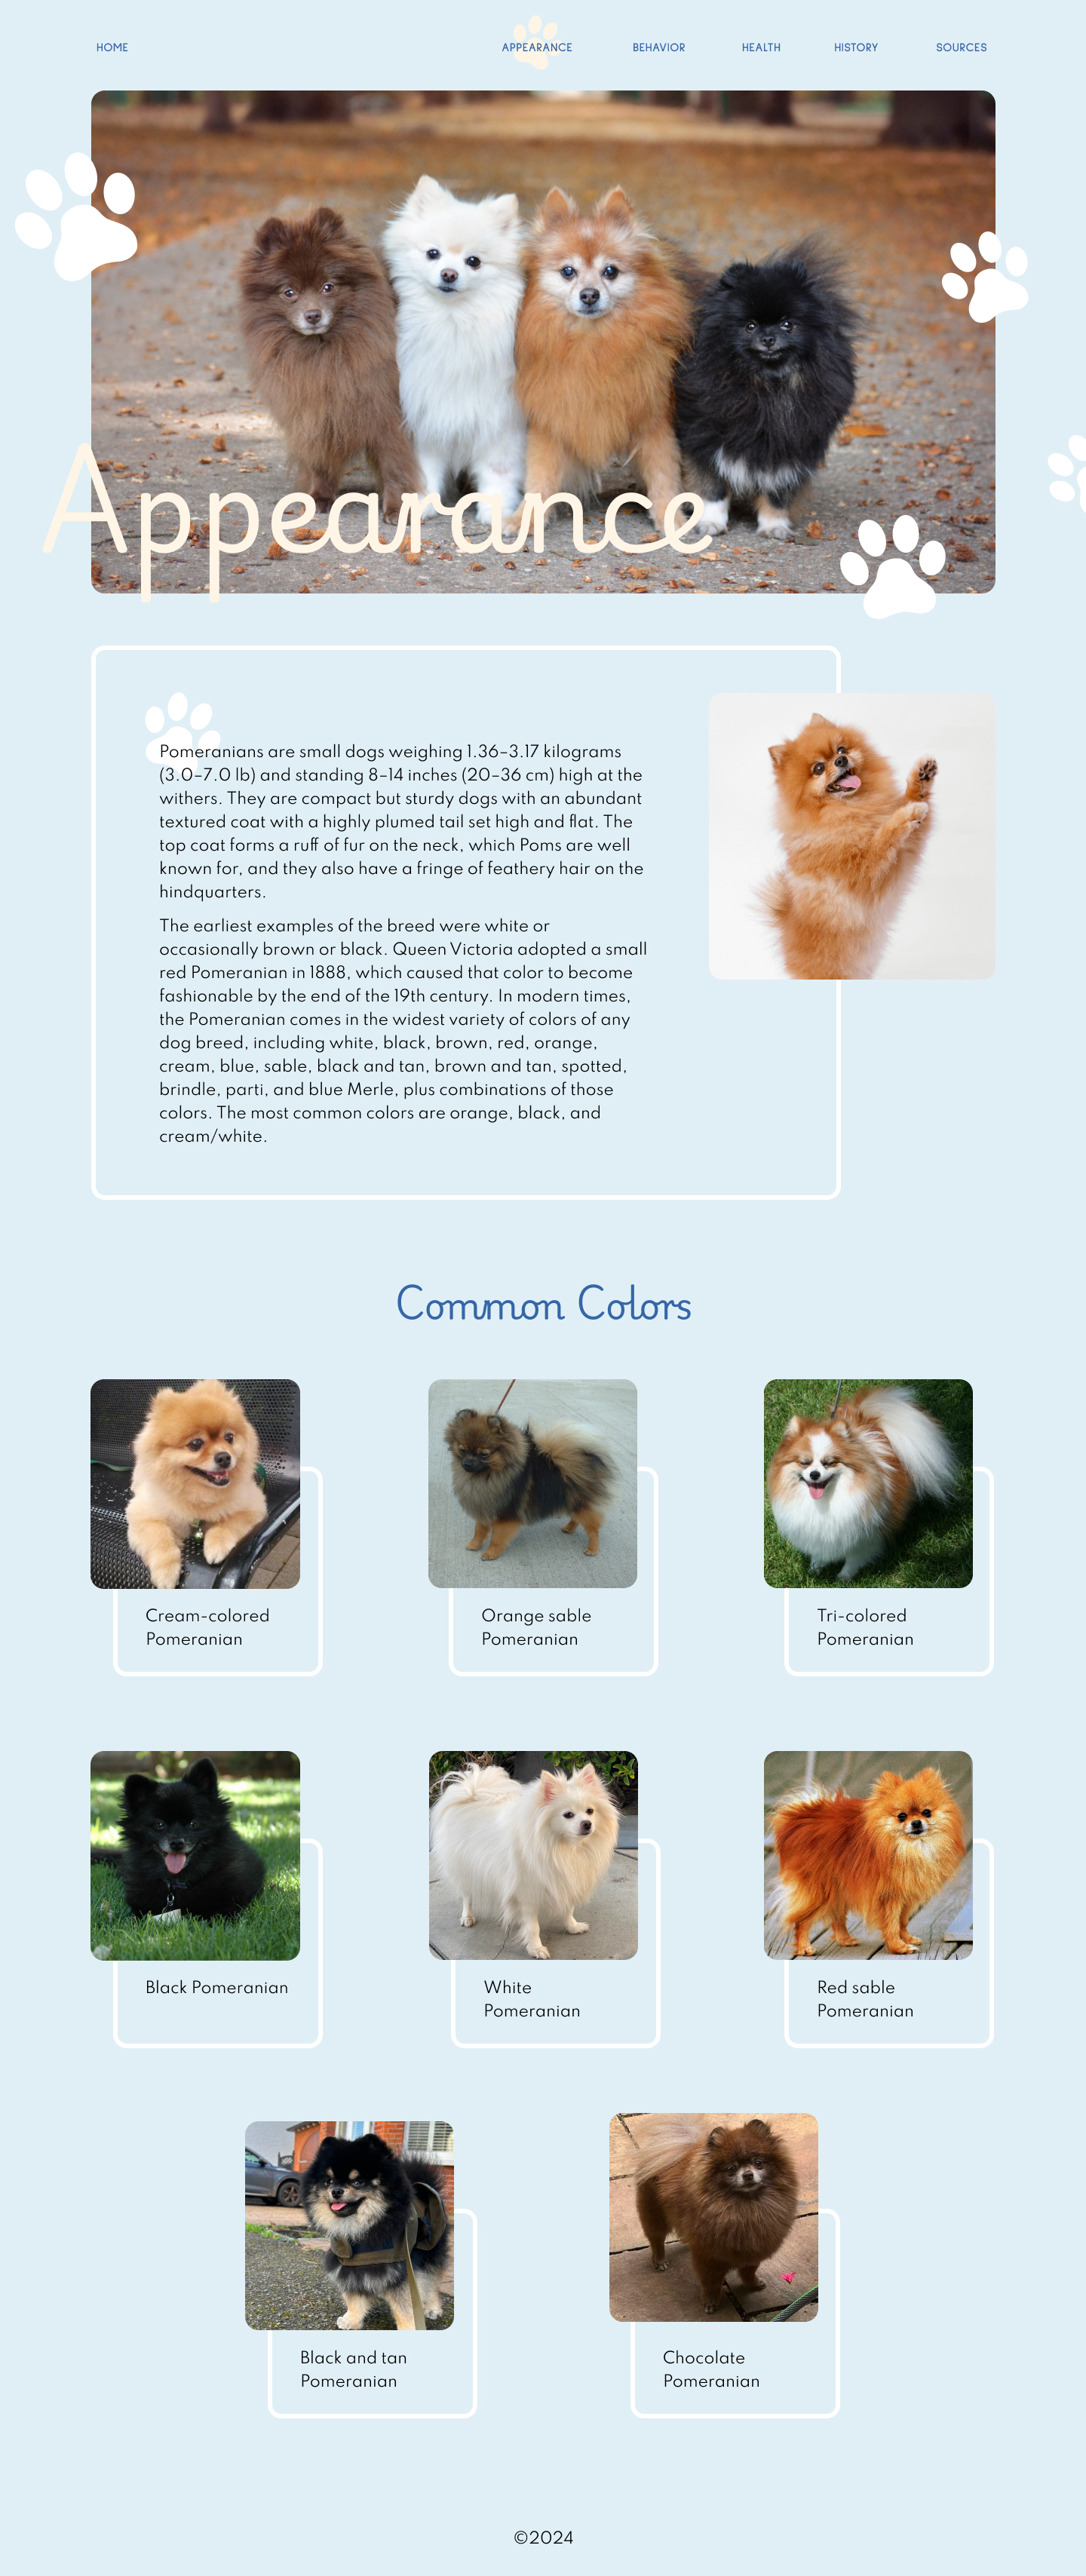 HOME APPEARANCE BEHAVIOR HEALTH HISTORY SOURCES
Appearance
Pomeranians are small dogs weighing 1.36–3.17 kilograms
(3.0–7.0 lb) and standing 8–14 inches (20–36 cm) high at the
withers. They are compact but sturdy dogs with an abundant
textured coat with a highly plumed tail set high and flat. The
top coat forms a ruff of fur on the neck, which Poms are well
known for, and they also have a fringe of feathery hair on the
hindquarters.
The earliest examples of the breed were white or
occasionally brown or black. Queen Victoria adopted a small
red Pomeranian in 1888, which caused that color to become
fashionable by the end of the 19th century. In modern times,
the Pomeranian comes in the widest variety of colors of any
dog breed, including white, black, brown, red, orange,
cream, blue, sable, black and tan, brown and tan, spotted,
brindle, parti, and blue Merle, plus combinations of those
colors. The most common colors are orange, black, and
cream/white.
Common Colors
Cream-colored
Pomeranian
Orange sable
Pomeranian
Tri-colored
Pomeranian
Black Pomeranian
White
Pomeranian
Red sable
Pomeranian
Black and tan
Pomeranian
Chocolate
Pomeranian
©2024